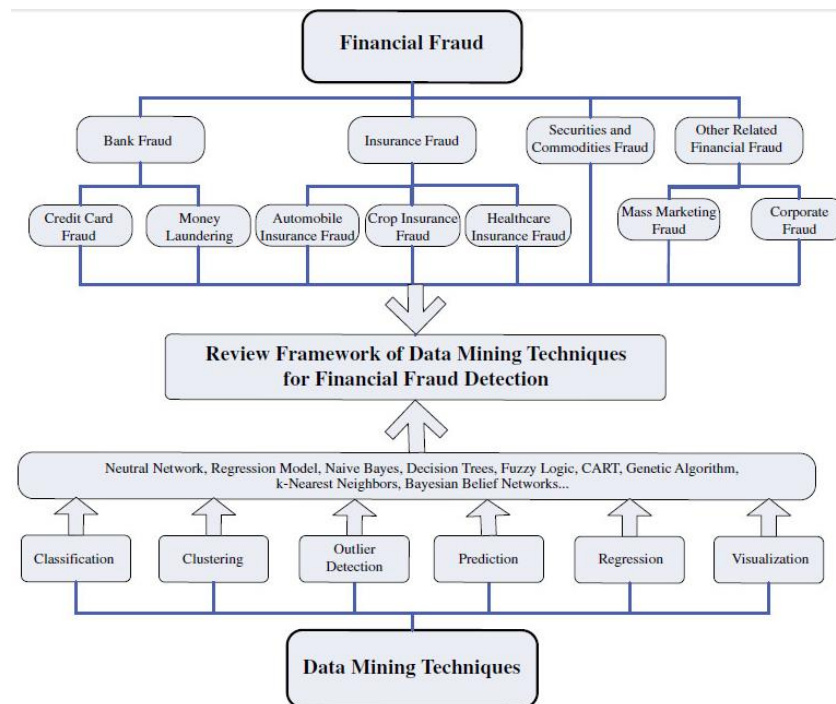 Financial Fraud
Bank Fraud
Insurance Fraud
Securities and
Commodities Fraud
Other Related
Financial Fraud
Credit Card
Fraud
Money
Laundering
Automobile
Insurance Fraud
Crop Insurance
Fraud
Healthcare
Insurance Fraud
Mass Marketing
Fraud
Corporate
Fraud
Review Framework of Data Mining Techniques
for Financial Fraud Detection
Neutral Network, Regression Model, Naive Bayes, Decision Trees, Fuzzy Logic, CART, Genetic Algorithm,
k-Nearest Neighbors, Bayesian Belief Networks...
Classification
Clustering
Outlier
Detection
Prediction
Regression
Visualization
Data Mining Techniques